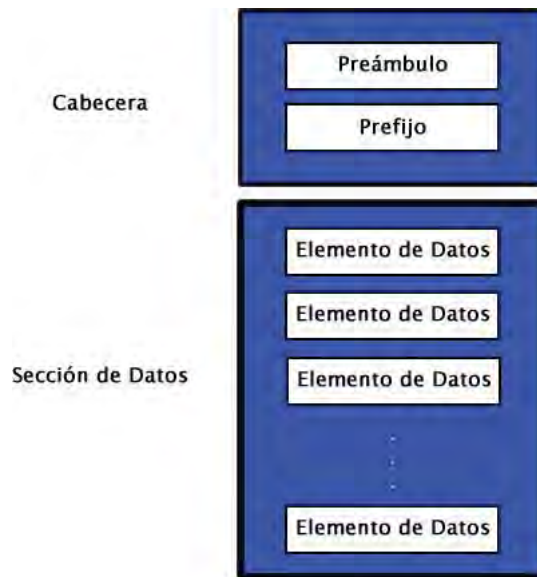 Cabecera
Preámbulo
Prefijo
Sección de Datos
Elemento de Datos
Elemento de Datos
Elemento de Datos
Elemento de Datos